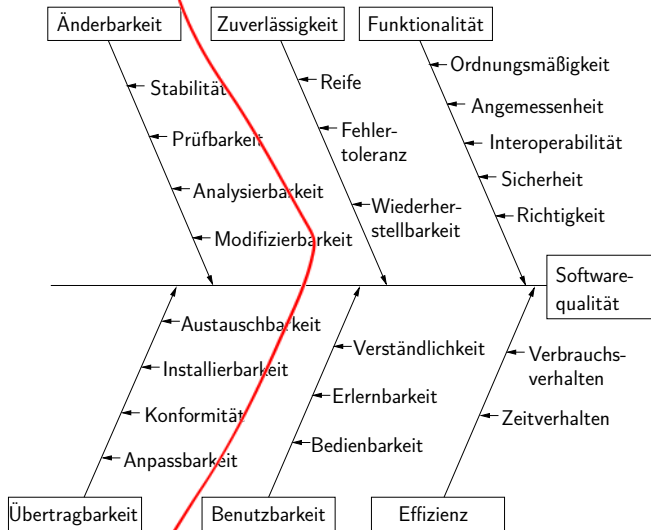 Änderbarkeit
Zuverlässigkeit
Funktionalität
Stabilität
Prüfbarkeit
Analysierbarkeit
Modifizierbarkeit
Reife
Fehler-
toleranz
Wiederher-
stellbarkeit
Ordnungsmäßigkeit
Angemessenheit
Interoperabilität
Sicherheit
Richtigkeit
Software-
qualität
Austauschbarkeit
Installierbarkeit
Konformität
Anpassbarkeit
Verständlichkeit
Erlernbarkeit
Bedienbarkeit
Verbrauchs-
verhalten
Zeitverhalten
Übertragbarkeit
Benutzbarkeit
Effizienz